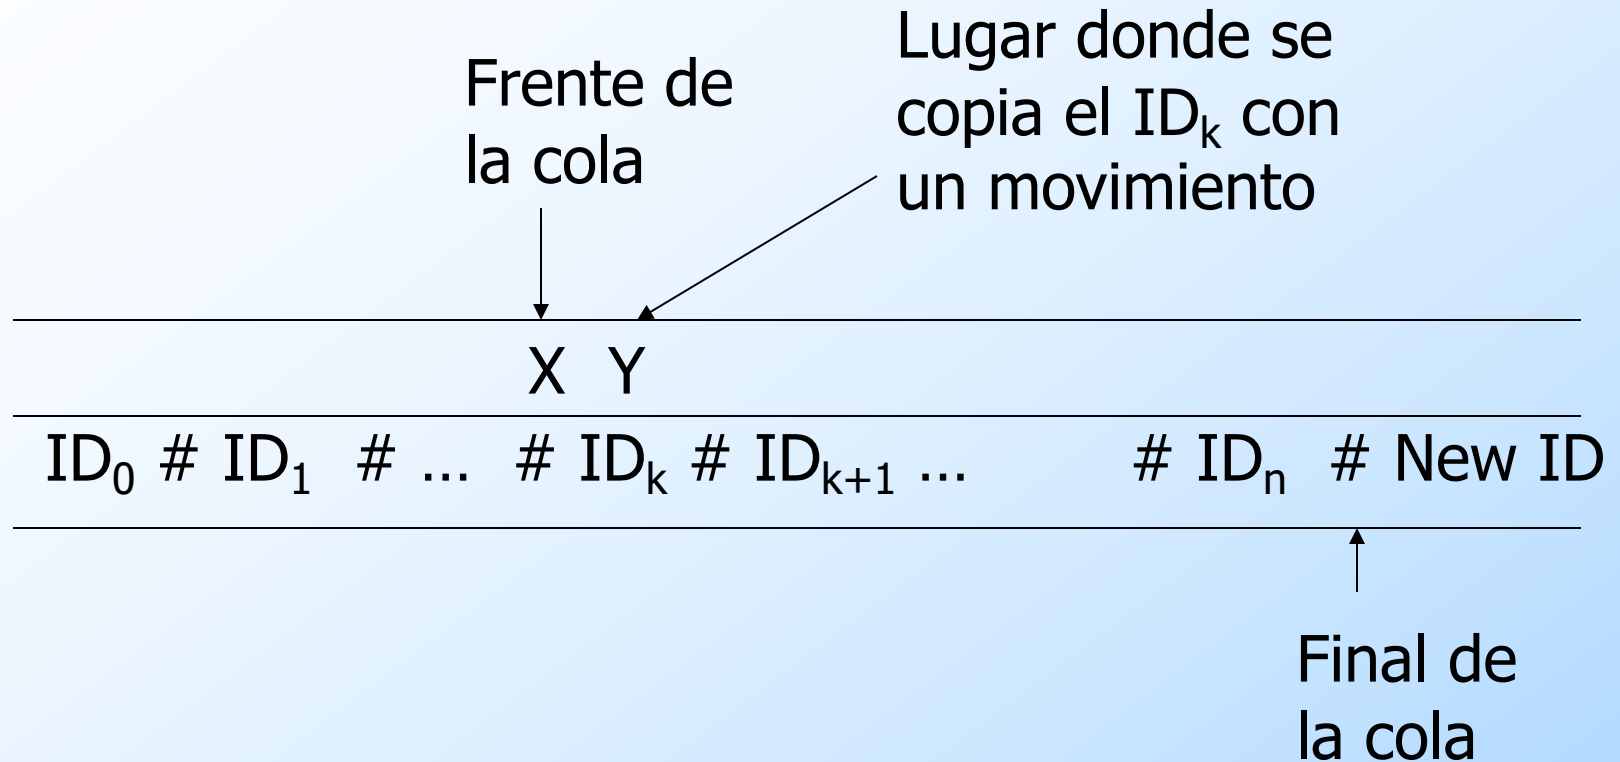 Frente de
la cola
Lugar donde se
copia el IDₖ con
un movimiento
X Y
ID₀ # ID₁ # ... # IDₖ # IDₖ₊₁ ... # IDₙ # New ID
Final de
la cola